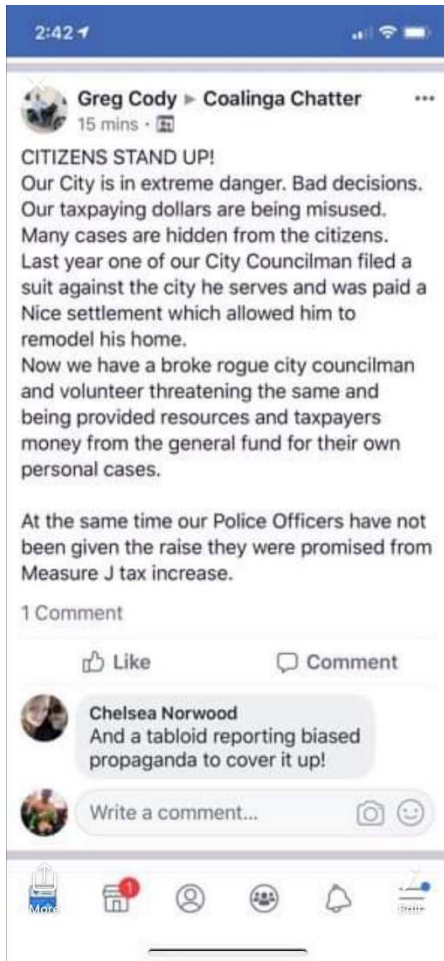 2:42
Greg Cody ▸ Coalinga Chatter
15 mins ·
CITIZENS STAND UP!
Our City is in extreme danger. Bad decisions.
Our taxpaying dollars are being misused.
Many cases are hidden from the citizens.
Last year one of our City Councilman filed a
suit against the city he serves and was paid a
Nice settlement which allowed him to
remodel his home.
Now we have a broke rogue city councilman
and volunteer threatening the same and
being provided resources and taxpayers
money from the general fund for their own
personal cases.
At the same time our Police Officers have not
been given the raise they were promised from
Measure J tax increase.
1 Comment
Like Comment
Chelsea Norwood
And a tabloid reporting biased
propaganda to cover it up!
Write a comment...
1
More